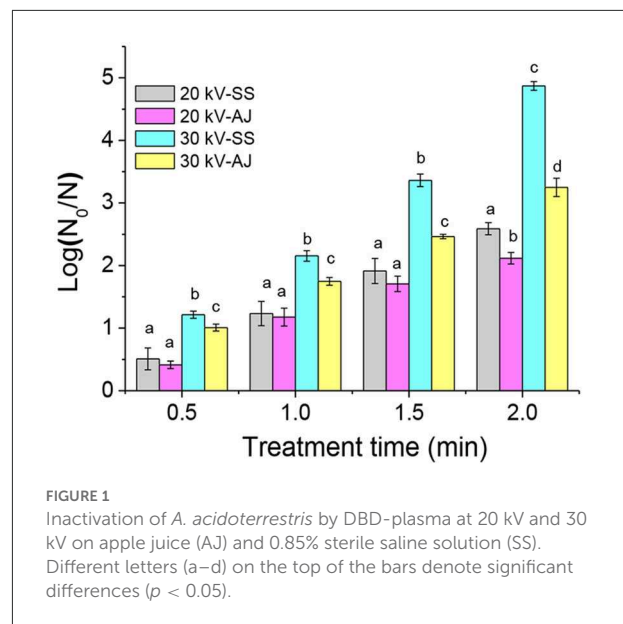 5
4
3
2
1
0
Log(N₀/N)
20 kV-SS
20 kV-AJ
30 kV-SS
30 kV-AJ
a a b c
a a b c
a a b c
a b c d
0.5 1.0 1.5 2.0
Treatment time (min)
FIGURE 1
Inactivation of A. acidoterrestris by DBD-plasma at 20 kV and 30
kV on apple juice (AJ) and 0.85% sterile saline solution (SS).
Different letters (a–d) on the top of the bars denote significant
differences (p < 0.05).